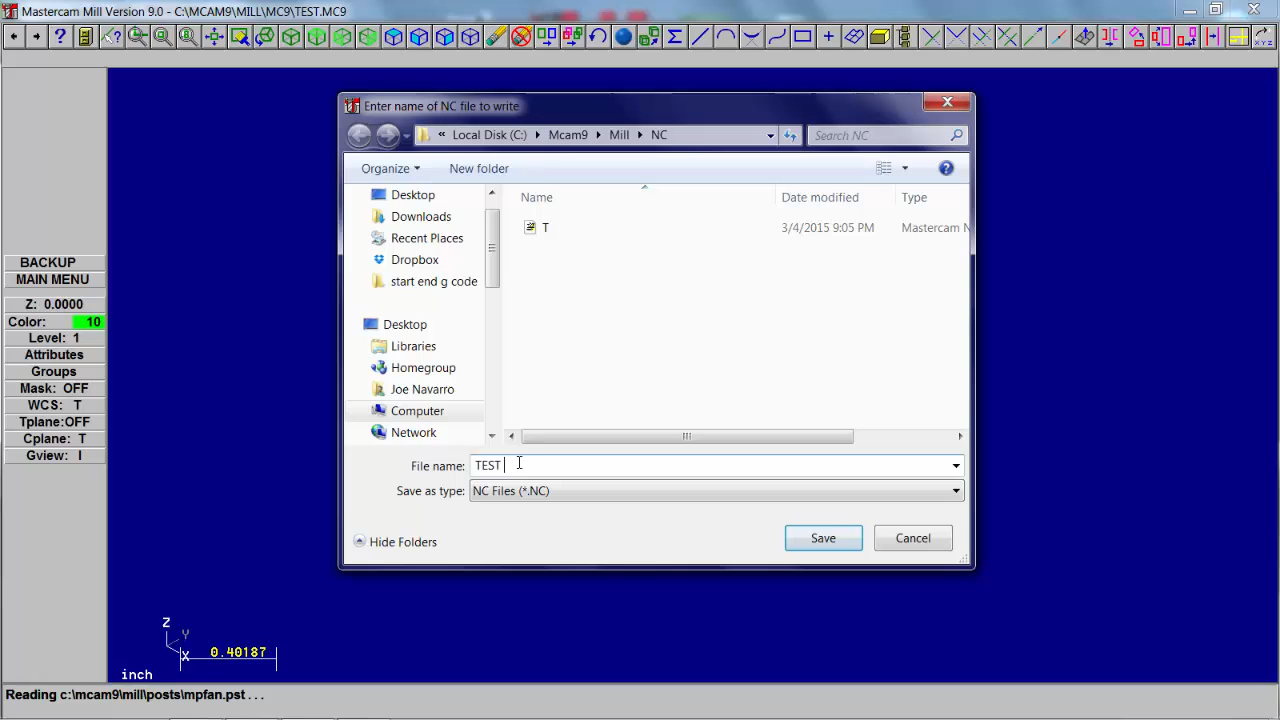 Mastercam Mill Version 9.0 - C:\MCAM9\MILL\MC9\TEST.MC9
Enter name of NC file to write
« Local Disk (C:) Mcam9 Mill NC
Search NC
Organize New folder
Desktop
Downloads
Recent Places
Dropbox
start end g code
Desktop
Libraries
Homegroup
Joe Navarro
Computer
Network
Name Date modified Type
T 3/4/2015 9:05 PM Mastercam N
File name: TEST
Save as type: NC Files (*.NC)
Hide Folders
Save Cancel
BACKUP
MAIN MENU
Z: 0.0000
Color: 10
Level: 1
Attributes
Groups
Mask: OFF
WCS: T
Tplane:OFF
Cplane: T
Gview: I
Z
Y
X
0.40187
inch
Reading c:\mcam9\mill\posts\mpfan.pst . . .